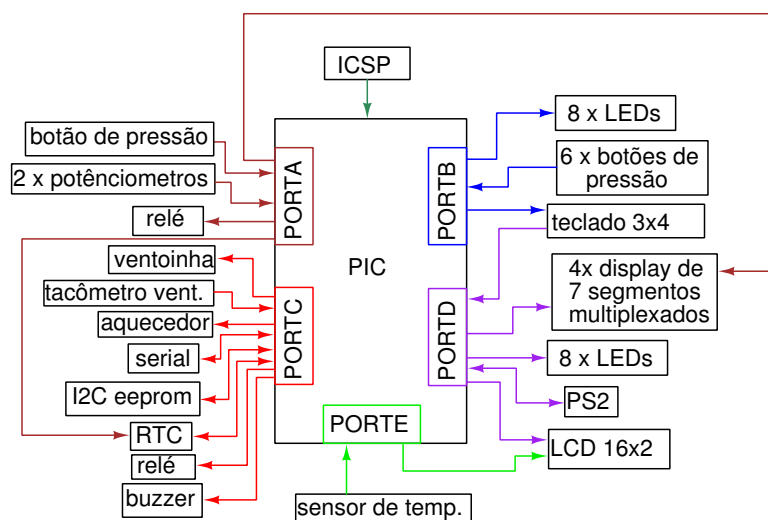 ICSP
botão de pressão
2 x potênciometros
relé
ventoinha
tacômetro vent.
aquecedor
serial
I2C eeprom
RTC
relé
buzzer
PORTA
PORTC
PIC
PORTE
sensor de temp.
PORTB
PORTD
8 x LEDs
6 x botões de
pressão
teclado 3x4
4x display de
7 segmentos
multiplexados
8 x LEDs
PS2
LCD 16x2